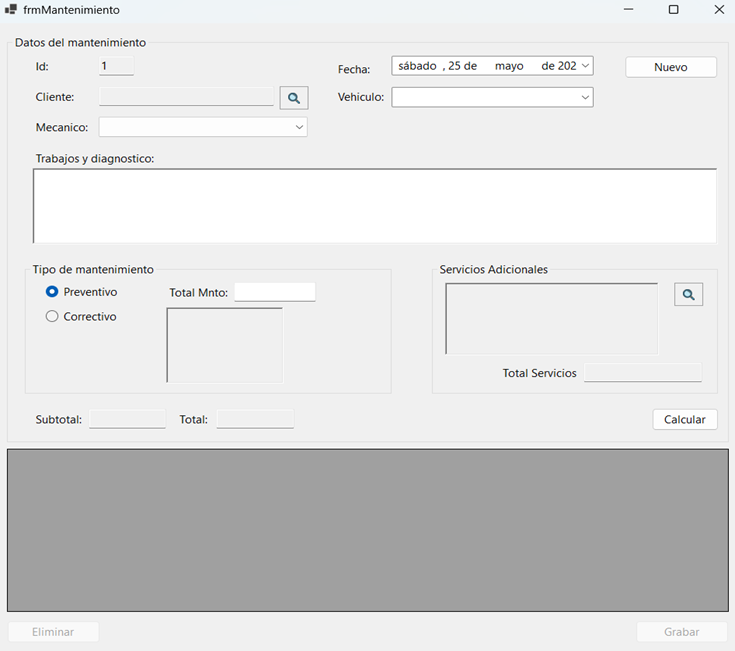 frmMantenimiento
Datos del mantenimiento
Id: 1
Fecha: sábado , 25 de mayo de 202
Nuevo
Cliente:
Vehiculo:
Mecanico:
Trabajos y diagnostico:
Tipo de mantenimiento
Servicios Adicionales
Preventivo
Total Mnto:
Correctivo
Total Servicios
Subtotal:
Total:
Calcular
Eliminar
Grabar